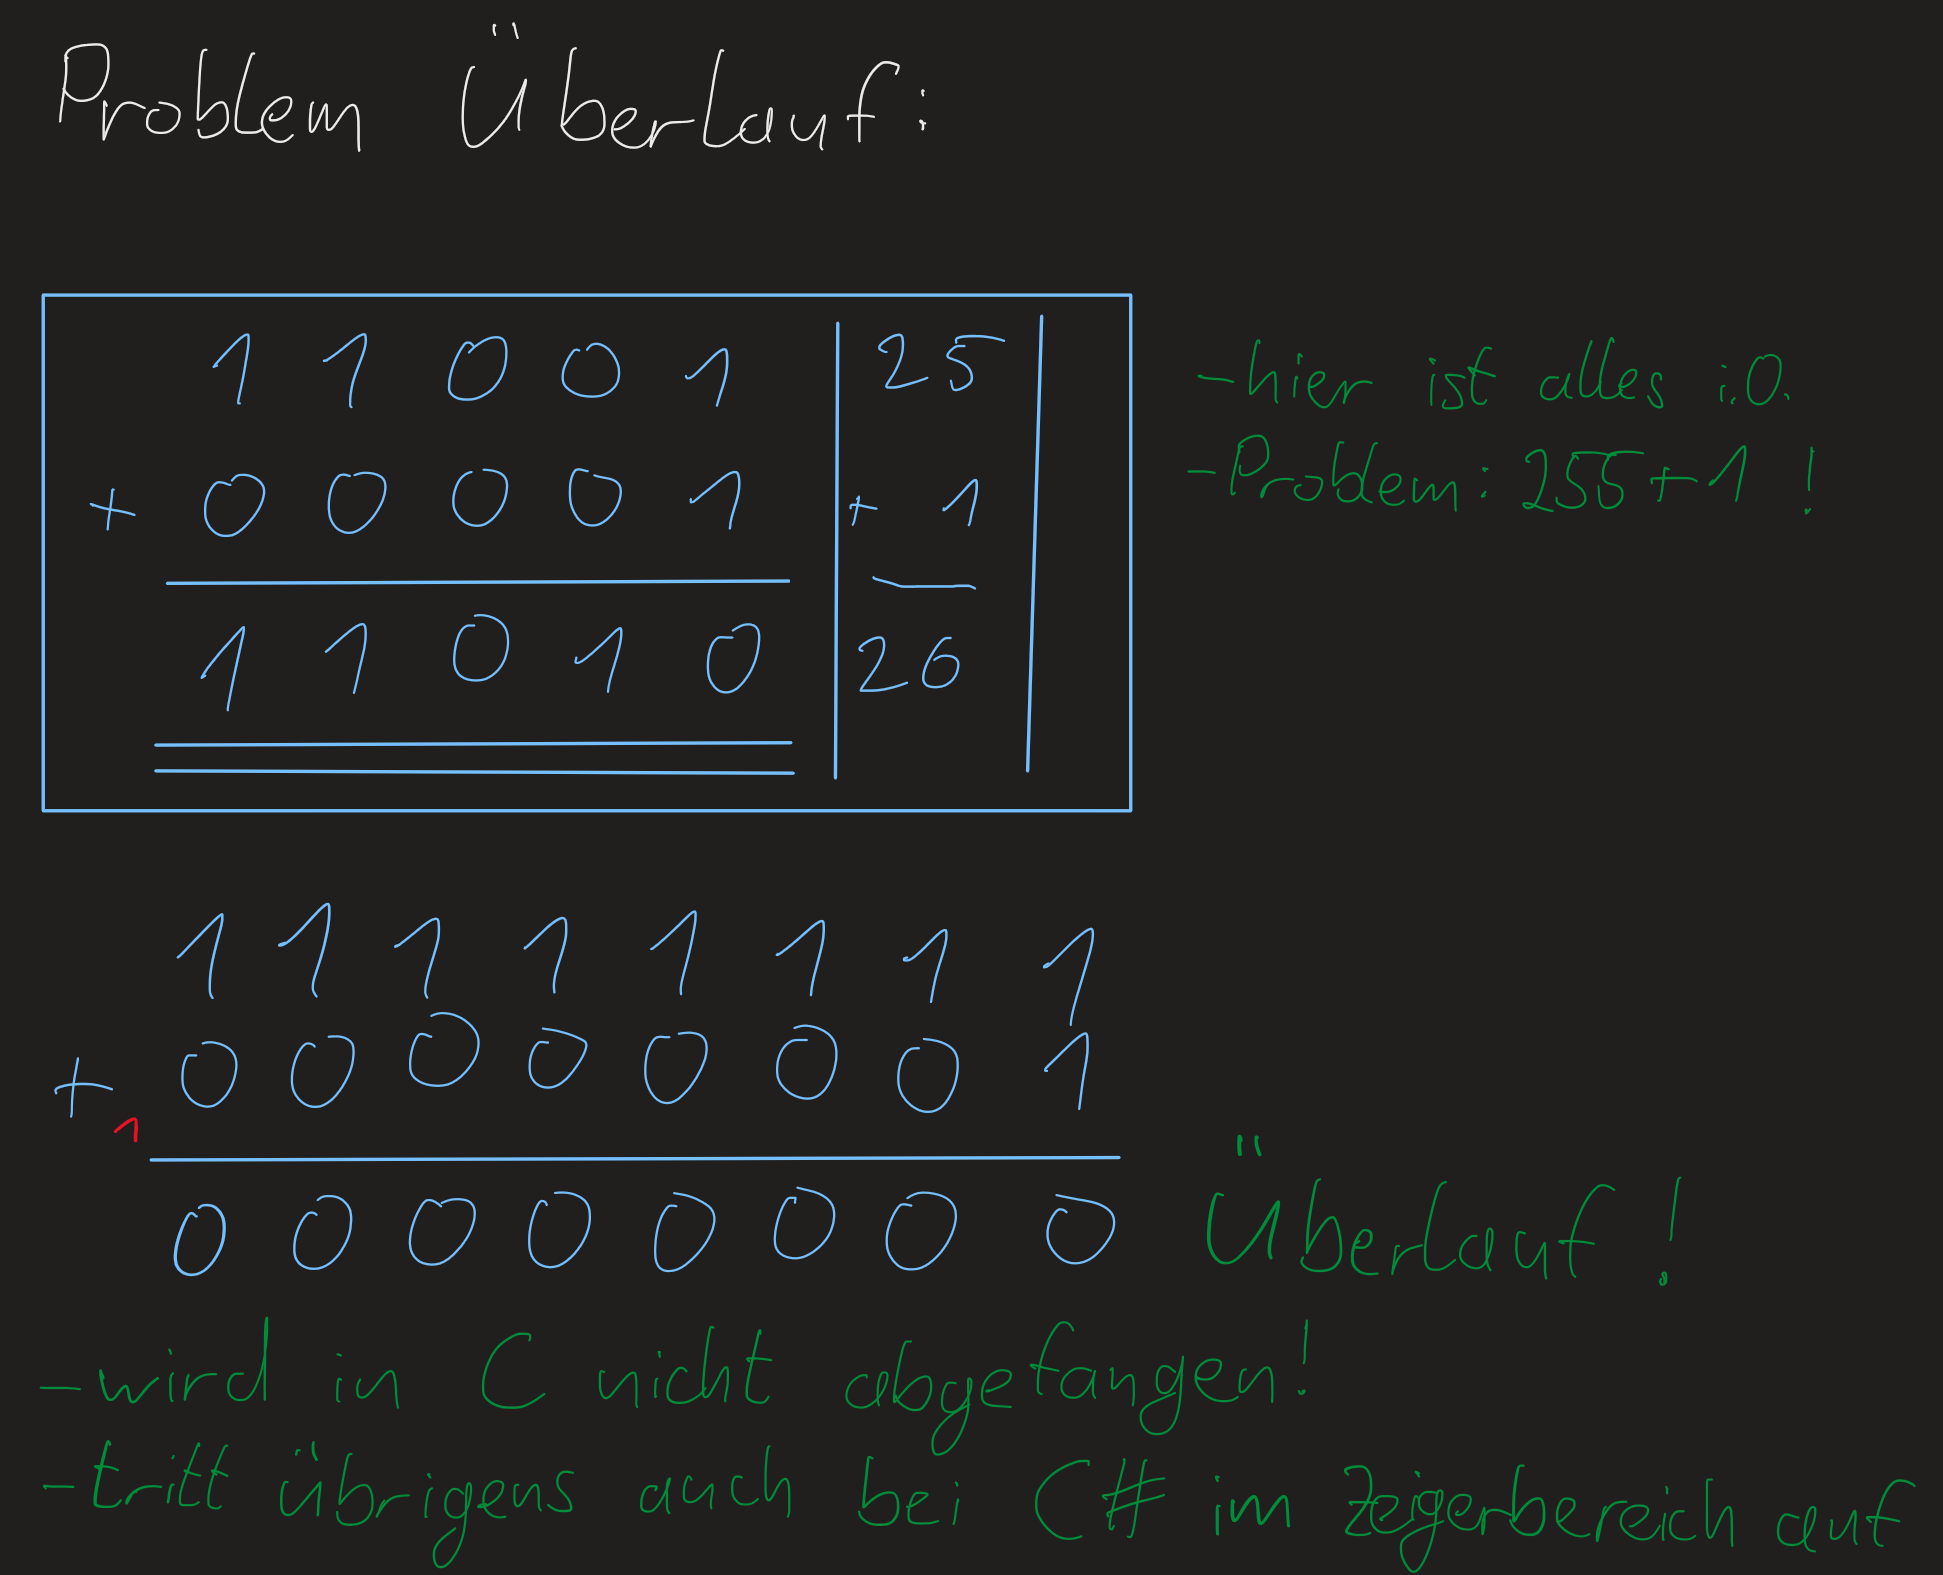 Problem Überlauf:
1 1 0 0 1 25
+ 0 0 0 0 1 + 1
1 1 0 1 0 26
-hier ist alles i.O.
-Problem: 255+1!
1 1 1 1 1 1 1 1
+ 0 0 0 0 0 0 0 1
1
0 0 0 0 0 0 0 0 Überlauf!
-wird in C nicht abgefangen!
-tritt übrigens auch bei C# im Zeigerbereich auf